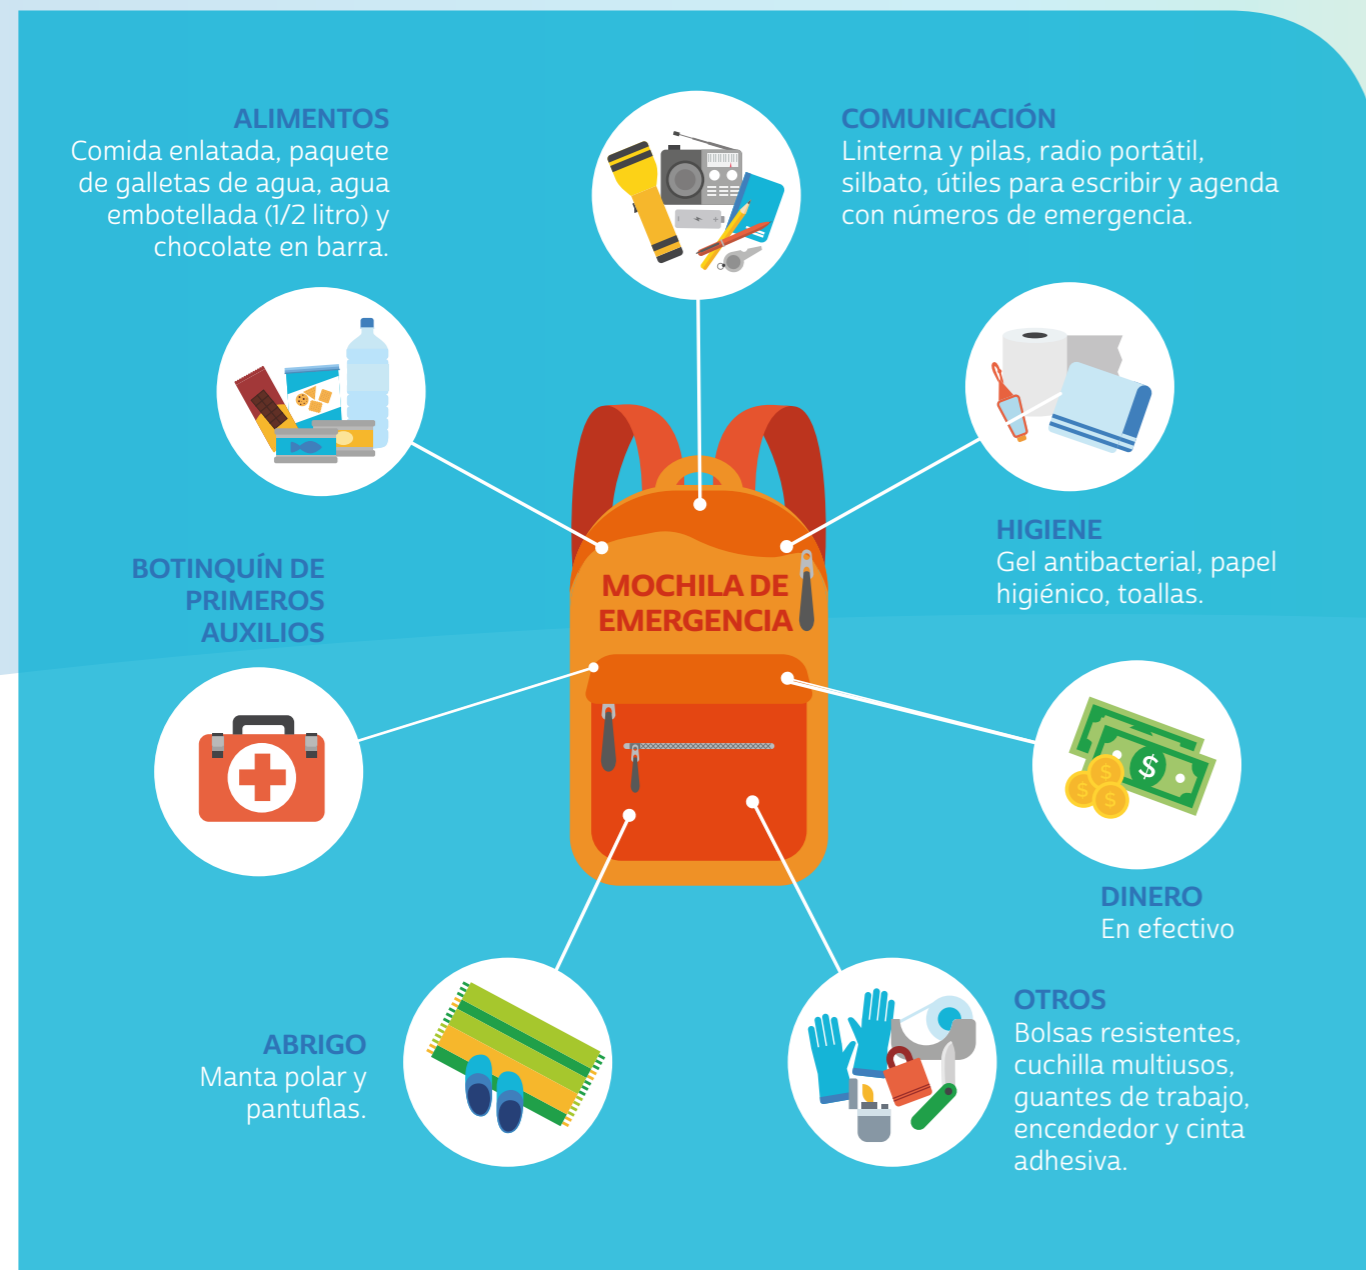 ALIMENTOS
Comida enlatada, paquete
de galletas de agua, agua
embotellada (1/2 litro) y
chocolate en barra.
COMUNICACIÓN
Linterna y pilas, radio portátil,
silbato, útiles para escribir y agenda
con números de emergencia.
HIGIENE
Gel antibacterial, papel
higiénico, toallas.
BOTINQUÍN DE
PRIMEROS
AUXILIOS
MOCHILA DE
EMERGENCIA
DINERO
En efectivo
ABRIGO
Manta polar y
pantuflas.
OTROS
Bolsas resistentes,
cuchilla multiusos,
guantes de trabajo,
encendedor y cinta
adhesiva.